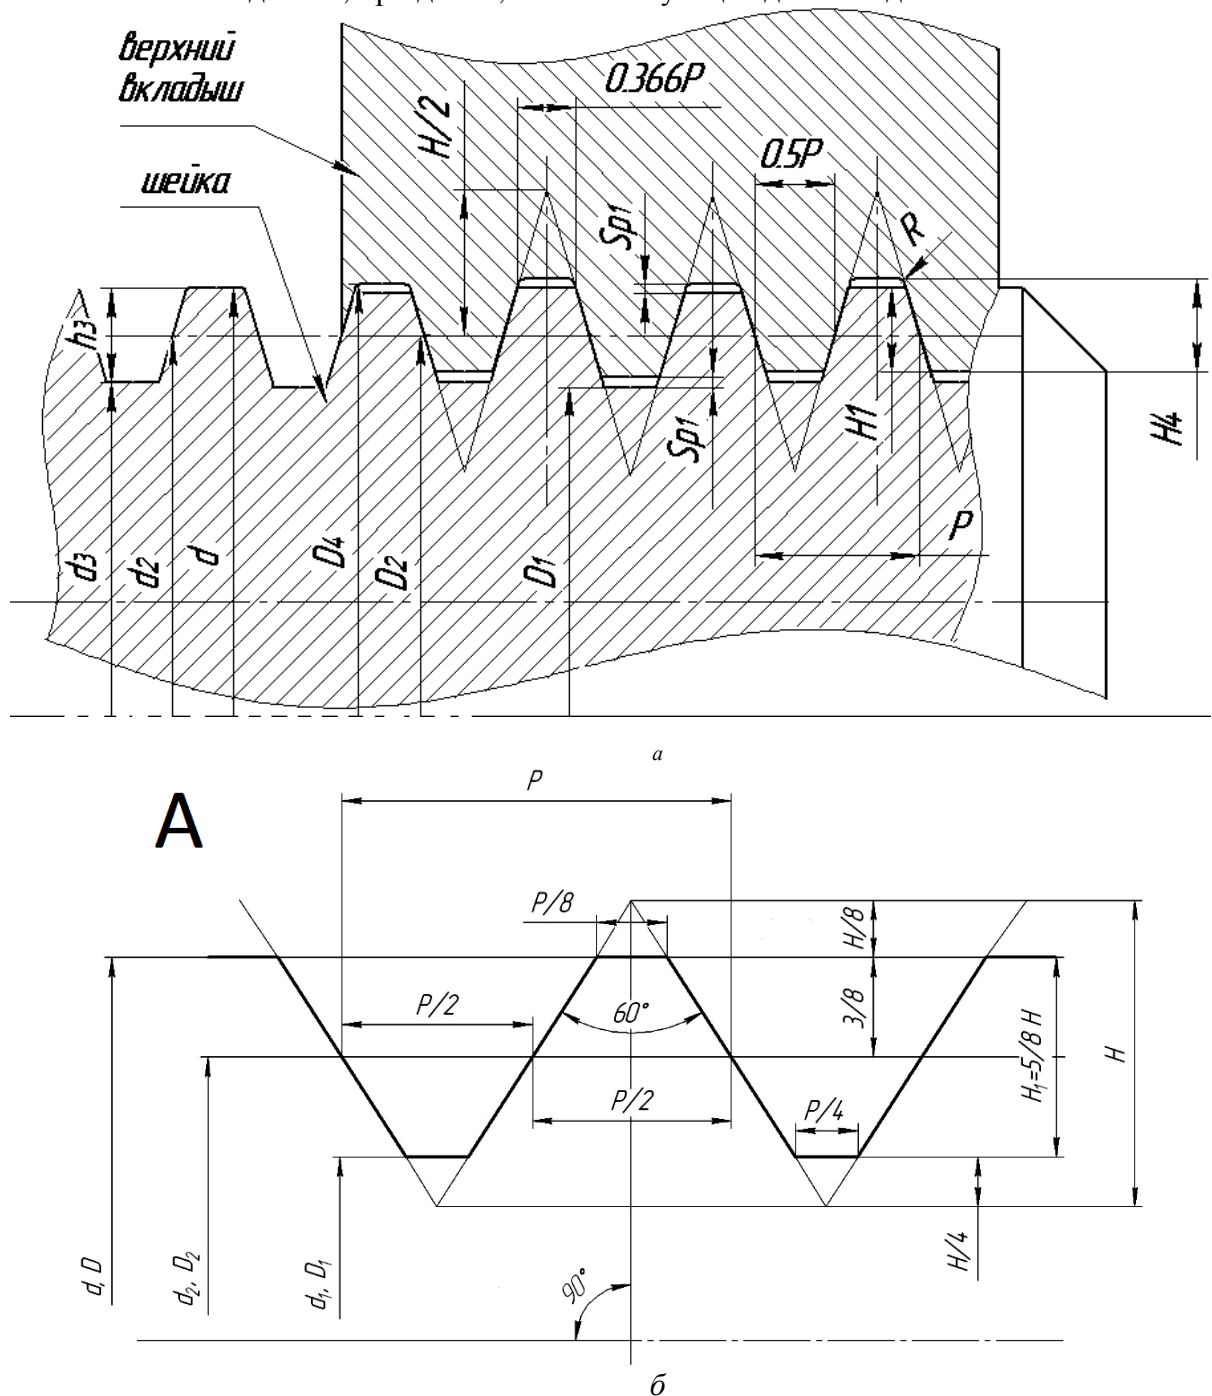 верхний
вкладыш
0.366P
H/2
0.5P
шейка
Sp1
R
h3
H1
H4
Sp1
P
d3
d2
d
D4
D2
D1
а
P
А
P/8
H/8
P/2
60°
3/8
H₁=5/8 H
H
P/2
P/4
H/4
d, D
d₂, D₂
d₁, D₁
90°
б